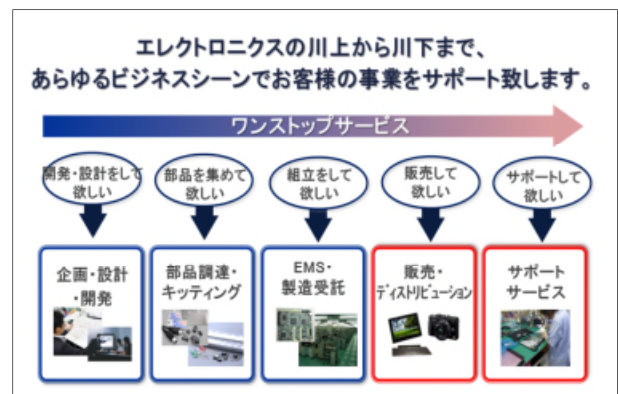 エレクトロニクスの川上から川下まで、
あらゆるビジネスシーンでお客様の事業をサポート致します。
ワンストップサービス
開発・設計をして
欲しい
部品を集めて
欲しい
組立をして
欲しい
販売して
欲しい
サポートして
欲しい
企画・設計
・開発
部品調達・
キッティング
EMS・
製造受託
販売・
ディストリビューション
サポート
サービス